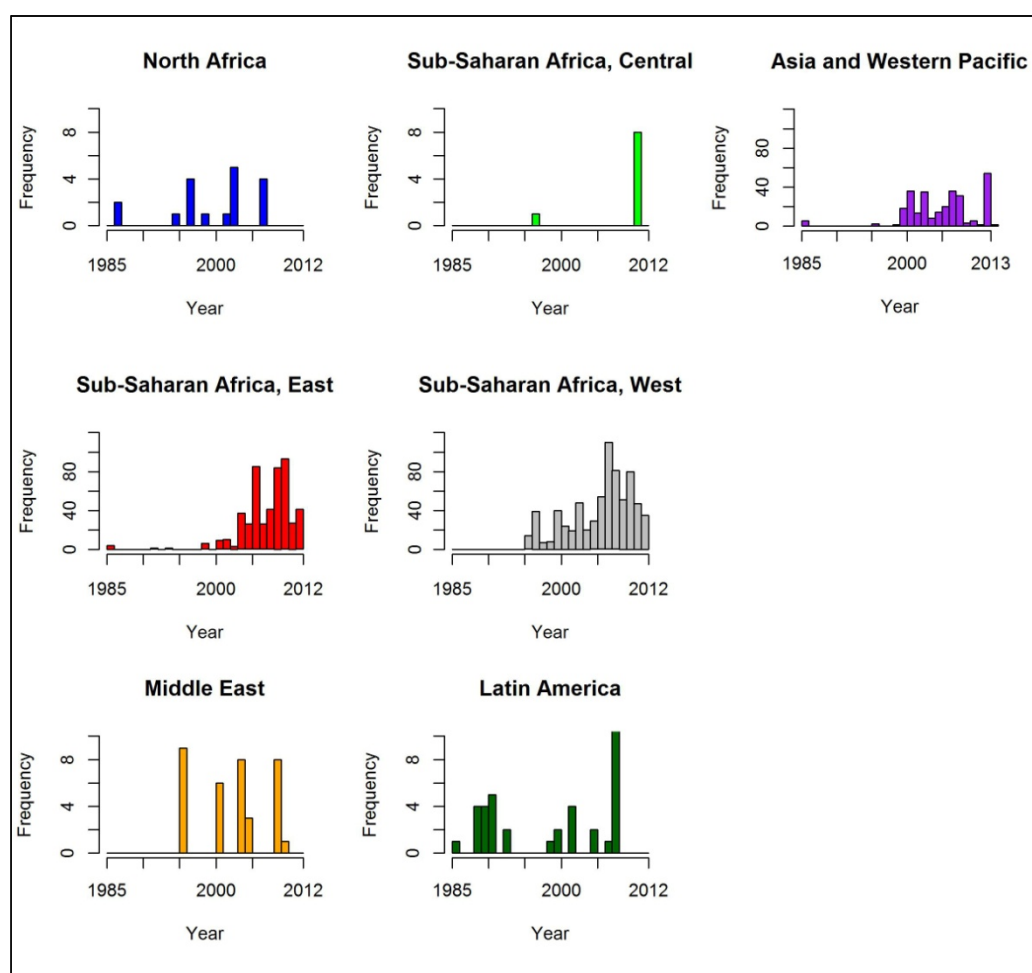 North Africa
Sub-Saharan Africa, Central
Asia and Western Pacific
Frequency
0 4 8
1985 2000 2012
Year
Frequency
0 4 8
1985 2000 2012
Year
Frequency
0 40 80
1985 2000 2013
Year
Sub-Saharan Africa, East
Sub-Saharan Africa, West
Frequency
0 40 80
1985 2000 2012
Year
Frequency
0 40 80
1985 2000 2012
Year
Middle East
Latin America
Frequency
0 4 8
1985 2000 2012
Year
Frequency
0 4 8
1985 2000 2012
Year